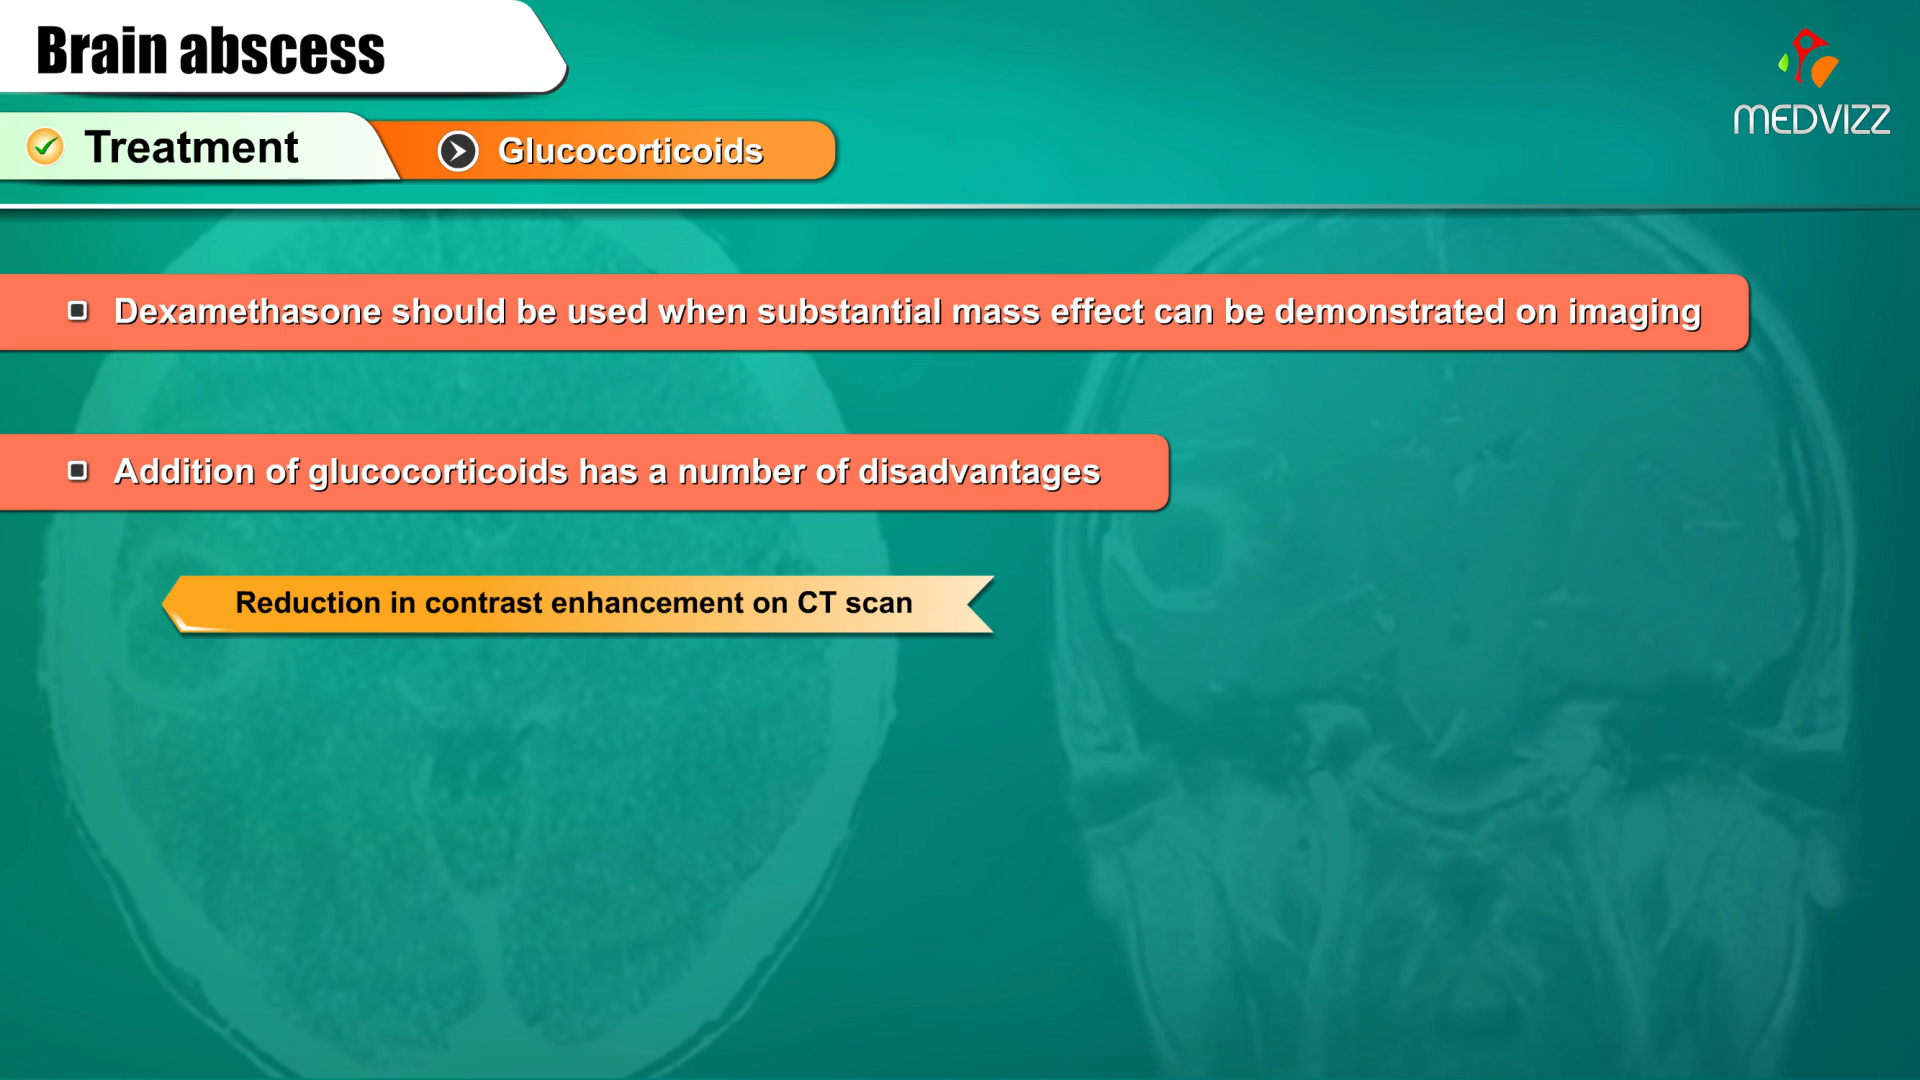 Brain abscess
MEDVIZZ
Treatment
Glucocorticoids
Dexamethasone should be used when substantial mass effect can be demonstrated on imaging
Addition of glucocorticoids has a number of disadvantages
Reduction in contrast enhancement on CT scan